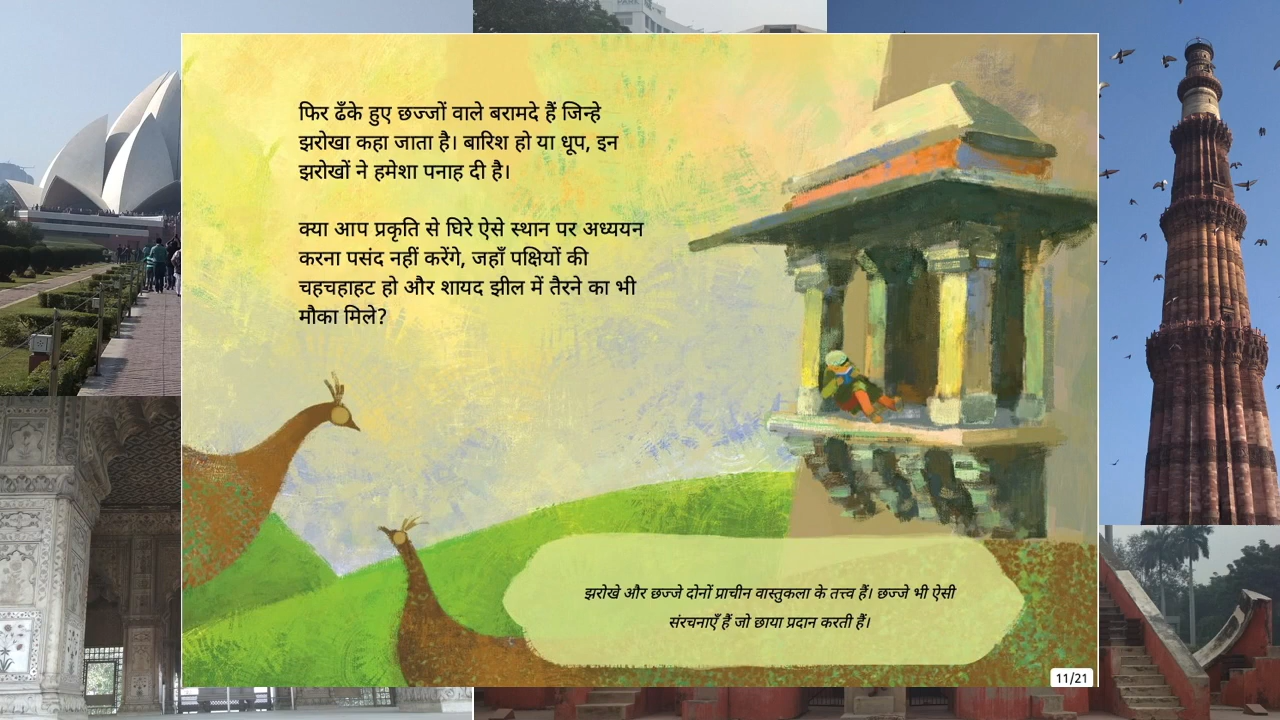 फिर ढँके हुए छज्जों वाले बरामदे हैं जिन्हे
झरोखा कहा जाता है। बारिश हो या धूप, इन
झरोखों ने हमेशा पनाह दी है।
क्या आप प्रकृति से घिरे ऐसे स्थान पर अध्ययन
करना पसंद नहीं करेंगे, जहाँ पक्षियों की
चहचहाहट हो और शायद झील में तैरने का भी
मौका मिले?
झरोखे और छज्जे दोनों प्राचीन वास्तुकला के तत्त्व हैं। छज्जे भी ऐसी
संरचनाएँ हैं जो छाया प्रदान करती हैं।
11/21